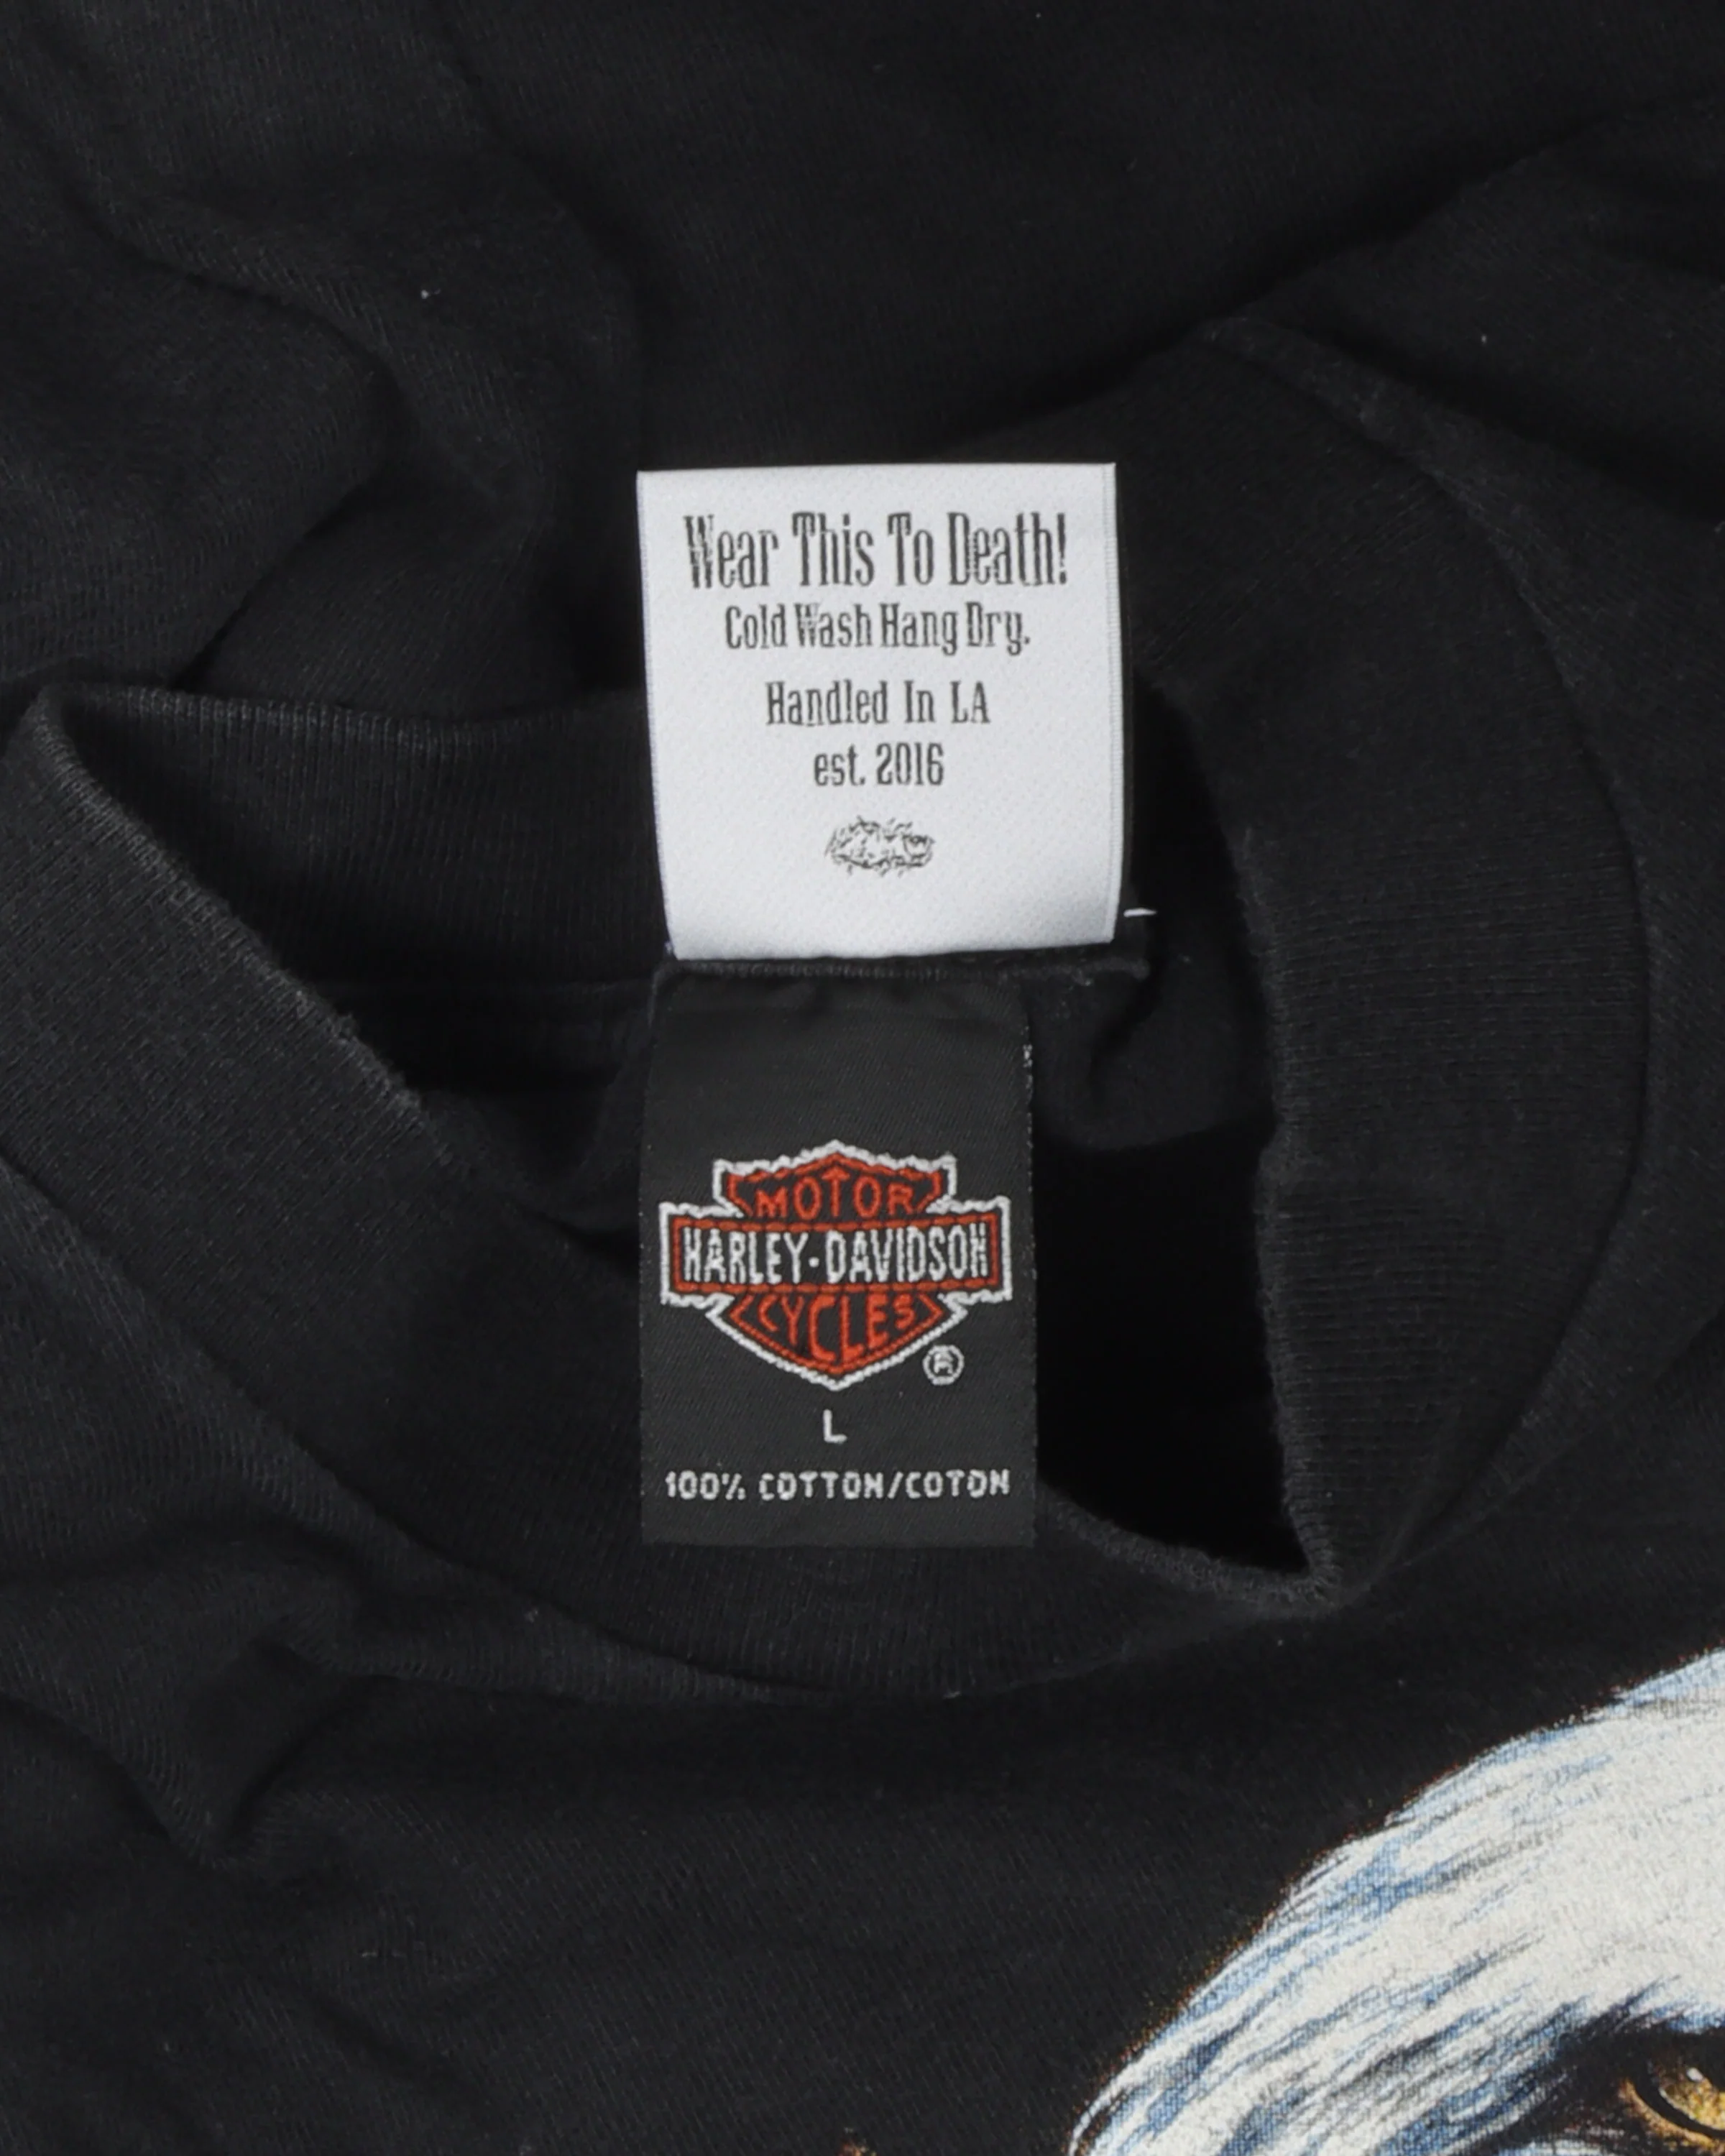 Wear This To Death!
Cold Wash Hang Dry.
Handled In LA
est. 2016
MOTOR
HARLEY-DAVIDSON
CYCLES
®
L
100% COTTON/COTON